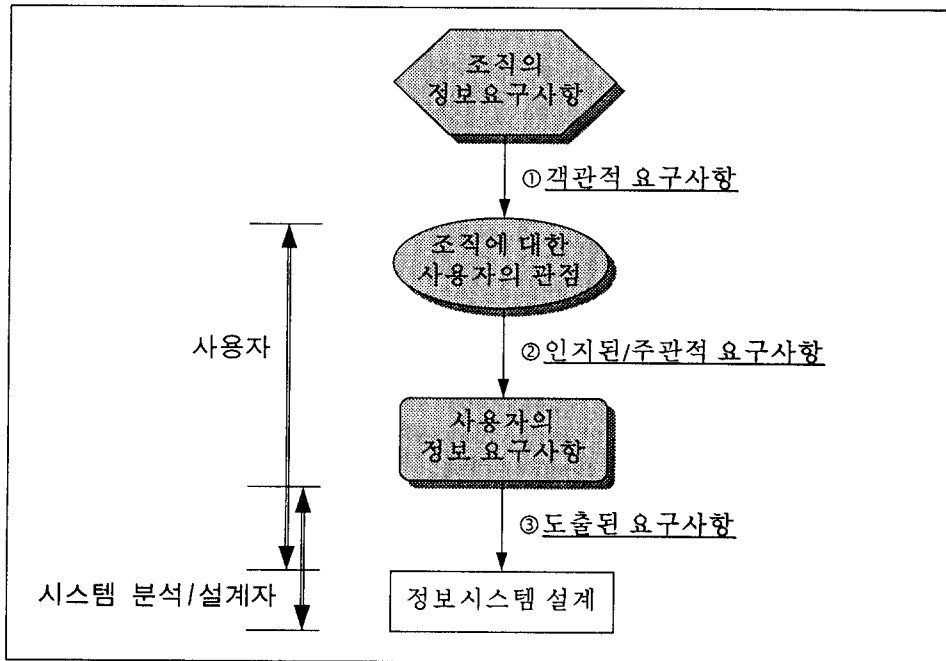 조직의
정보요구사항
①객관적 요구사항
조직에 대한
사용자의 관점
사용자
②인지된/주관적 요구사항
사용자의
정보 요구사항
③도출된 요구사항
시스템 분석/설계자
정보시스템 설계